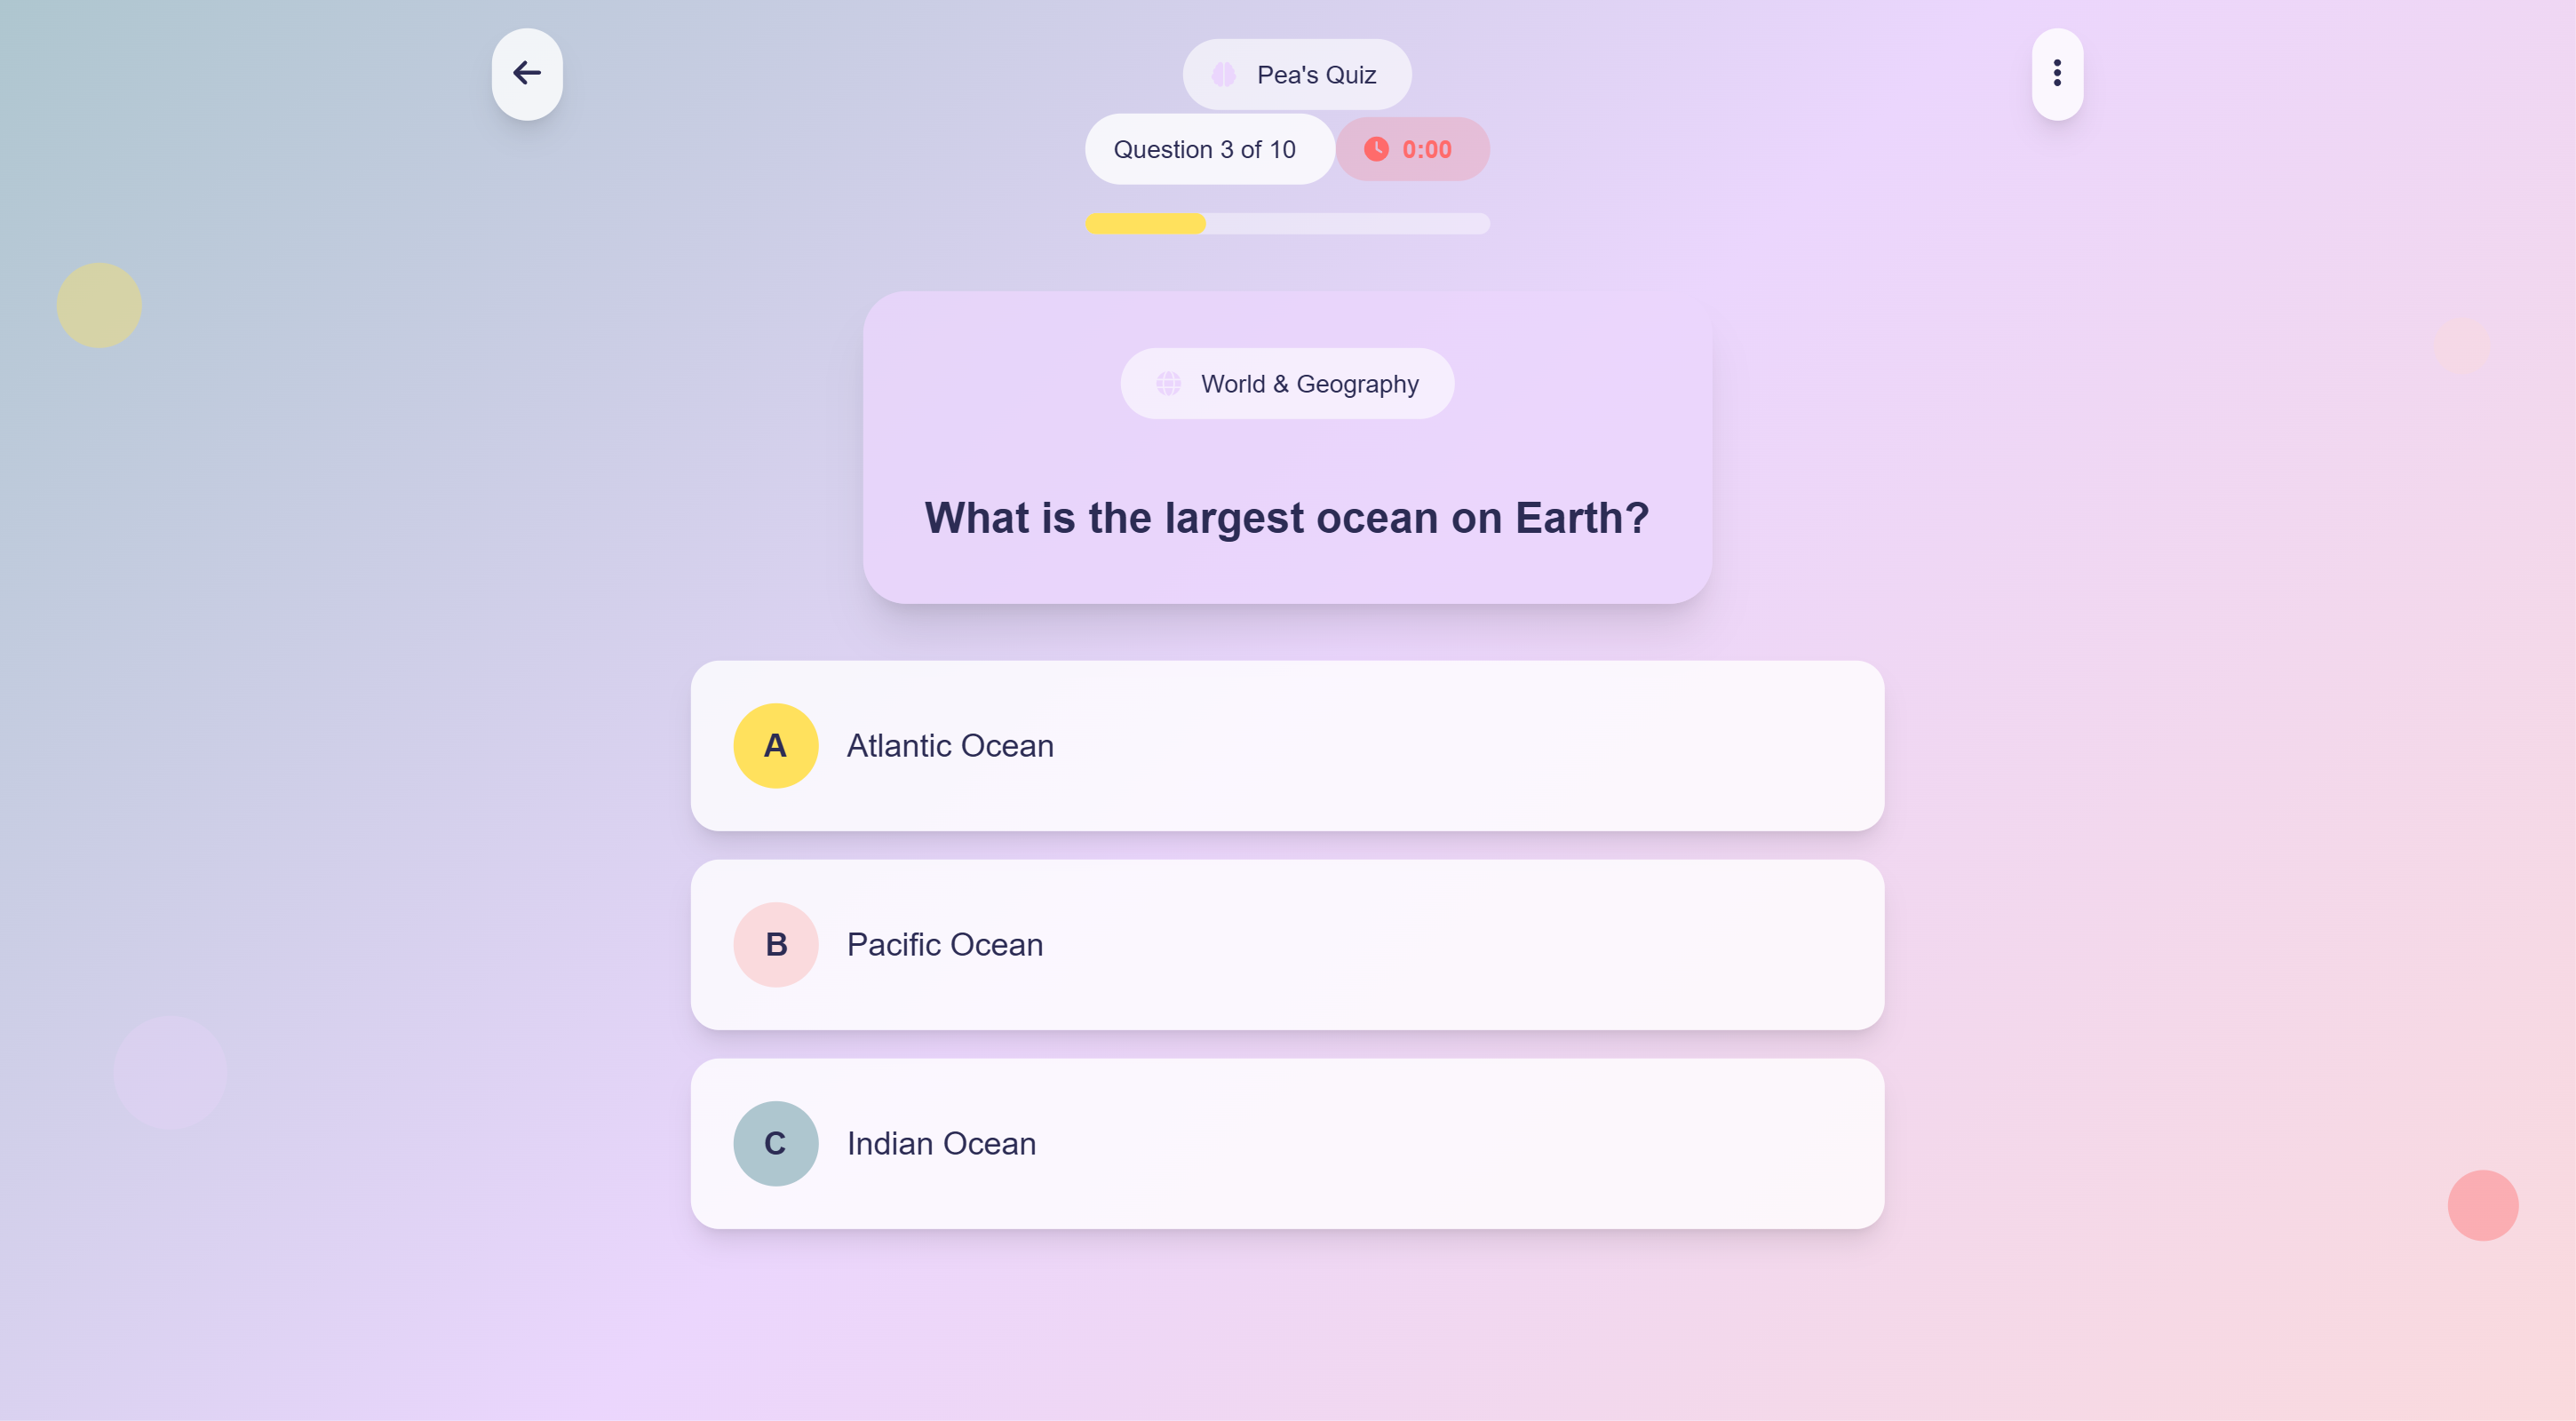 Pea's Quiz
Question 3 of 10
0:00
World & Geography
What is the largest ocean on Earth?
A
Atlantic Ocean
B
Pacific Ocean
C
Indian Ocean